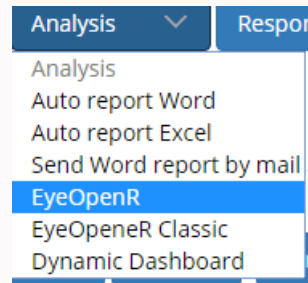 Analysis
Respon
Analysis
Auto report Word
Auto report Excel
Send Word report by mail
EyeOpenR
EyeOpeneR Classic
Dynamic Dashboard